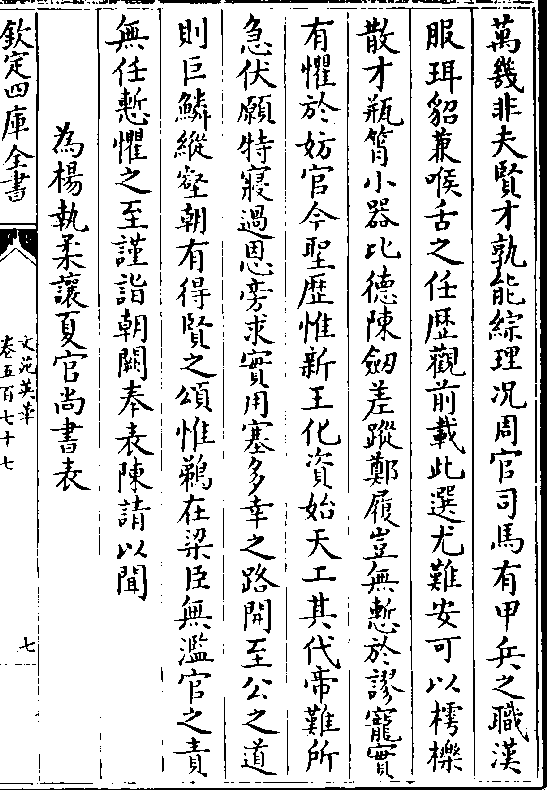 萬幾非夫賢才孰能綜理况周官司馬有甲兵之職漢
服珥貂兼喉舌之任歴觀前載此選尤難安可以樗櫟
散才瓶筲小器比徳陳劒差蹤鄭履豈無慙於謬寵實
有懼於妨官今聖歴惟新王化資始天工其代帝難所
急伏願特寢過恩旁求實用塞多幸之路開至公之道
則巨鱗縱壑朝有得賢之頌惟鵜在梁臣無濫官之責
無任慙懼之至謹詣朝闕奉表陳請以聞
為楊執柔讓夏官尚書表
欽定四庫全書
文苑英華
卷五百七十七
七